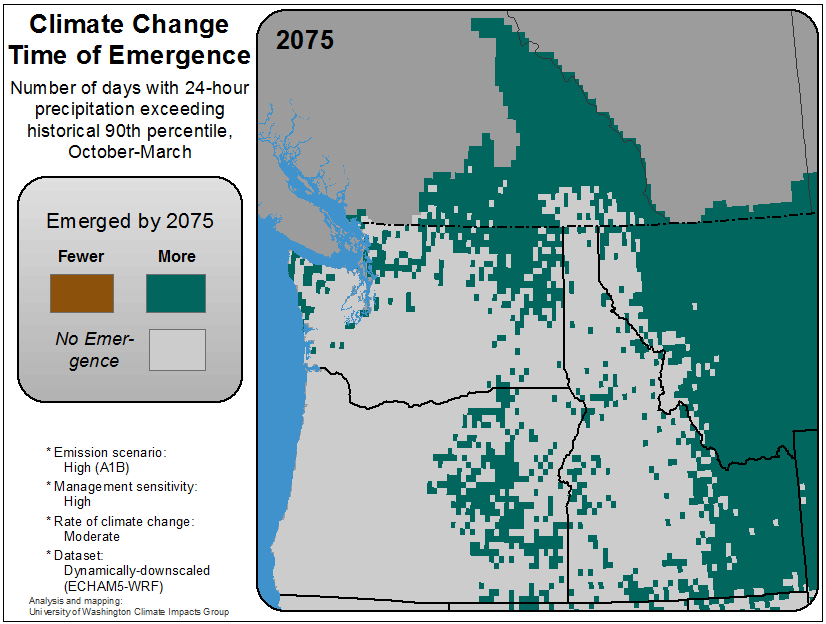 Climate Change
Time of Emergence
Number of days with 24-hour
precipitation exceeding
historical 90th percentile,
October-March
2075
Emerged by 2075
Fewer
More
No Emer-
gence
* Emission scenario:
High (A1B)
* Management sensitivity:
High
* Rate of climate change:
Moderate
* Dataset:
Dynamically-downscaled
(ECHAM5-WRF)
Analysis and mapping:
University of Washington Climate Impacts Group